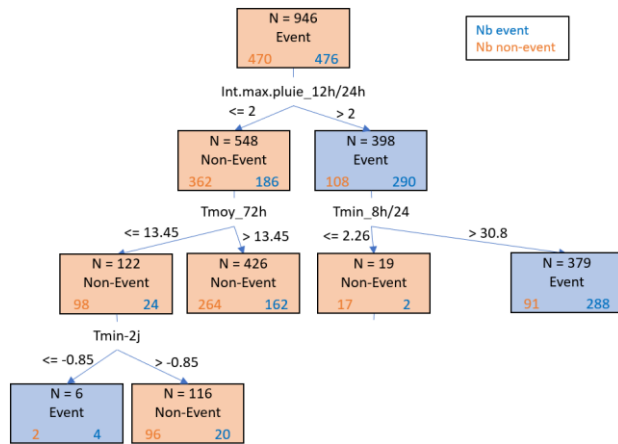 N = 946
Event
470 476
Nb event
Nb non-event
Int.max.pluie_12h/24h
<= 2 > 2
N = 548
Non-Event
362 186
N = 398
Event
108 290
Tmoy_72h
Tmin_8h/24
<= 13.45 > 13.45 <= 2.26 > 30.8
N = 122
Non-Event
98 24
N = 426
Non-Event
264 162
N = 19
Non-Event
17 2
N = 379
Event
91 288
Tmin-2j
<= -0.85 > -0.85
N = 6
Event
2 4
N = 116
Non-Event
96 20